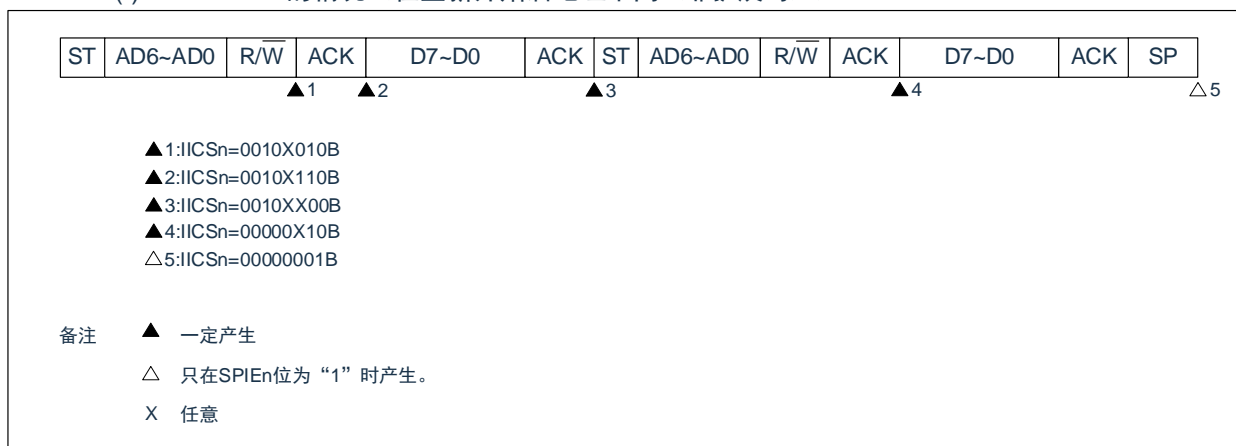 ST AD6~AD0 R/W ACK D7~D0 ACK ST AD6~AD0 R/W ACK D7~D0 ACK SP
▲1 ▲2 ▲3 ▲4 △5
▲1:IICSn=0010X010B
▲2:IICSn=0010X110B
▲3:IICSn=0010XX00B
▲4:IICSn=00000X10B
△5:IICSn=00000001B
备注 ▲ 一定产生
△ 只在SPIEn位为“1”时产生。
X 任意